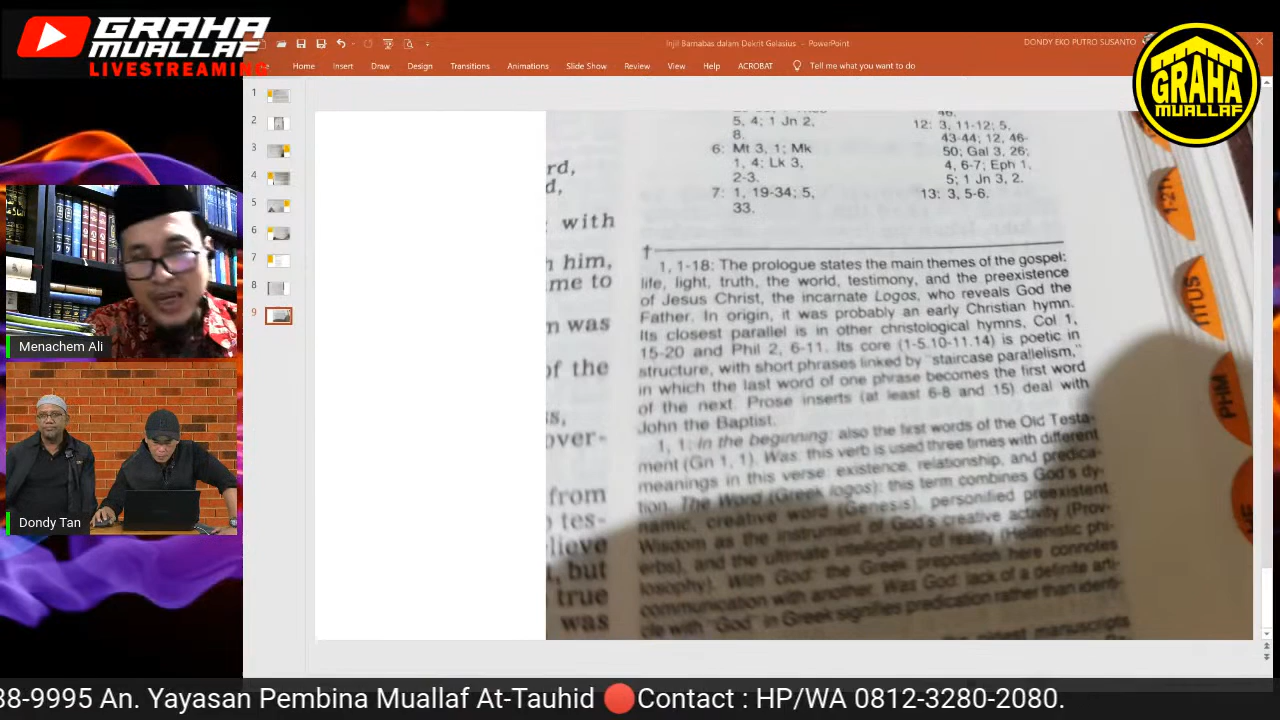 GRAHA
MUALLAF
LIVESTREAMING
Injil Barnabas dalam Dekrit Gelasius - PowerPoint
DONDY EKO PUTRO SUSANTO
GRAHA
MUALLAF
Home Insert Draw Design Transitions Animations Slide Show Review View Help ACROBAT Tell me what you want to do
1
2
3
4
5
6
7
8
9
Menachem Ali
Dondy Tan
rd,
d,
with
him,
me to
was
of the
s,
over-
from
tes-
lieve
, but
true
was
5, 4; 1 Jn 2,
8.
6: Mt 3, 1; Mk
1, 4; Lk 3,
2-3.
7: 1, 19-34; 5,
33.
46.
12: 3, 11-12; 5,
43-44; 12, 46-
50; Gal 3, 26;
4, 6-7; Eph 1,
5; 1 Jn 3, 2.
13: 3, 5-6.
†
1, 1-18: The prologue states the main themes of the gospel:
life, light, truth, the world, testimony, and the preexistence
of Jesus Christ, the incarnate Logos, who reveals God the
Father. In origin, it was probably an early Christian hymn.
Its closest parallel is in other christological hymns, Col 1,
15-20 and Phil 2, 6-11. Its core (1-5.10-11.14) is poetic in
structure, with short phrases linked by "staircase parallelism,"
in which the last word of one phrase becomes the first word
of the next. Prose inserts (at least 6-8 and 15) deal with
John the Baptist.
1, 1: In the beginning: also the first words of the Old Testa-
ment (Gn 1, 1). Was: this verb is used three times with different
meanings in this verse: existence, relationship, and predica-
tion. The Word (Greek logos): this term combines God's dy-
namic, creative word (Genesis), personified preexistent
Wisdom as the instrument of God's creative activity (Prov-
erbs), and the ultimate intelligibility of reality (Hellenistic phi-
losophy). With God: the Greek preposition here connotes
communication with another. Was God: lack of a definite arti-
cle with "God" in Greek signifies predication rather than identi-
manuscripts
1-2TI
TITUS
PHM
38-9995 An. Yayasan Pembina Muallaf At-Tauhid 🔴Contact : HP/WA 0812-3280-2080.